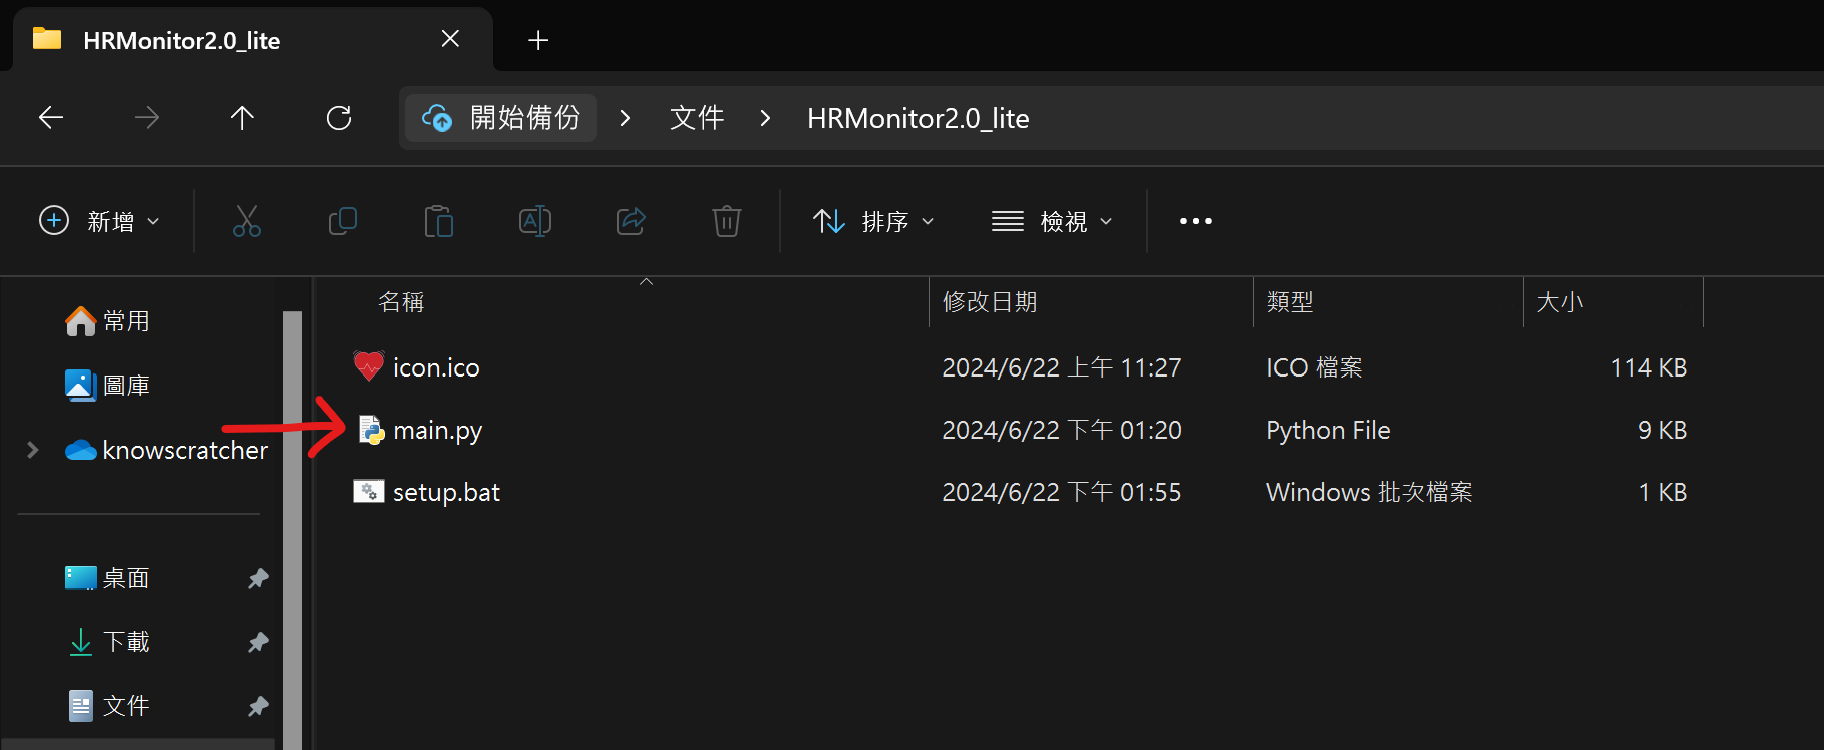 HRMonitor2.0_lite
開始備份 文件 HRMonitor2.0_lite
新增 排序 檢視
常用
圖庫
knowscratcher
桌面
下載
文件
名稱 修改日期 類型 大小
icon.ico 2024/6/22 上午 11:27 ICO 檔案 114 KB
main.py 2024/6/22 下午 01:20 Python File 9 KB
setup.bat 2024/6/22 下午 01:55 Windows 批次檔案 1 KB